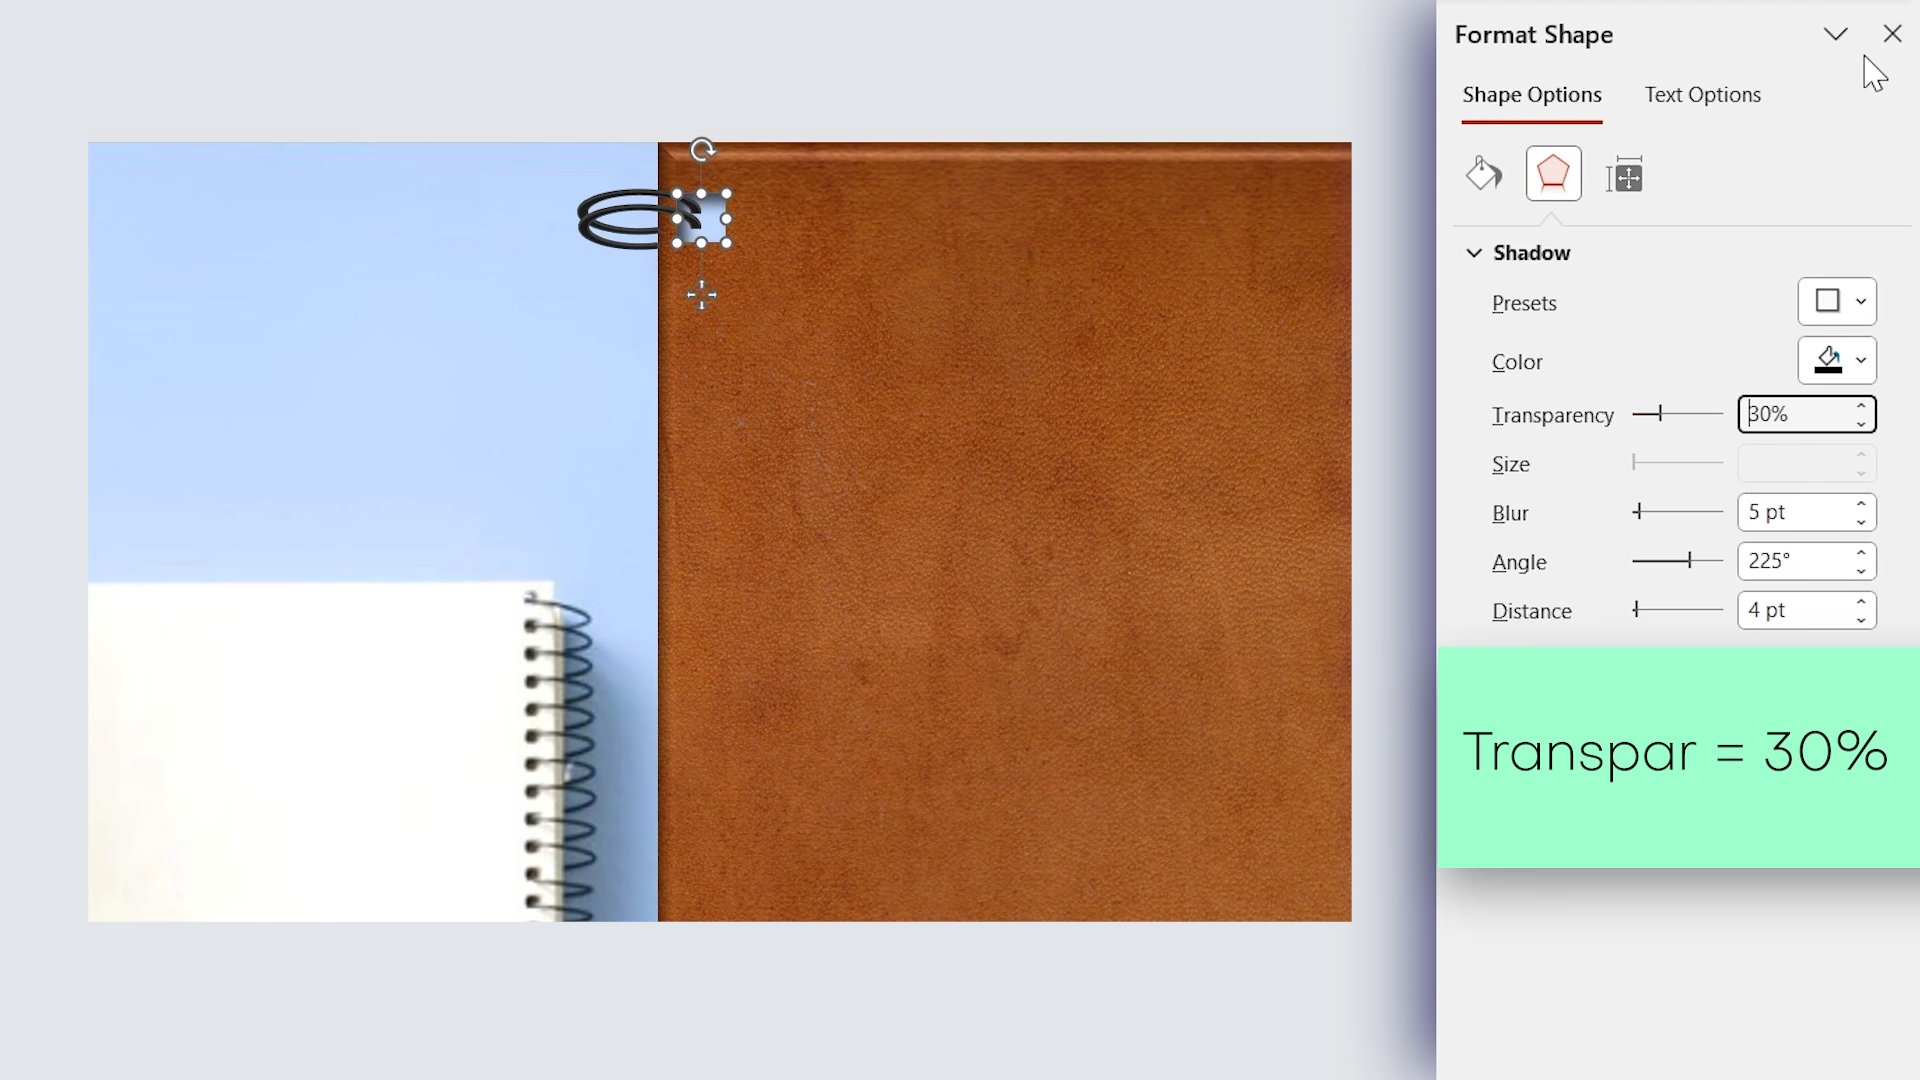 Format Shape
Shape Options Text Options
Shadow
Presets
Color
Transparency 30%
Size
Blur 5 pt
Angle 225°
Distance 4 pt
Transpar = 30%